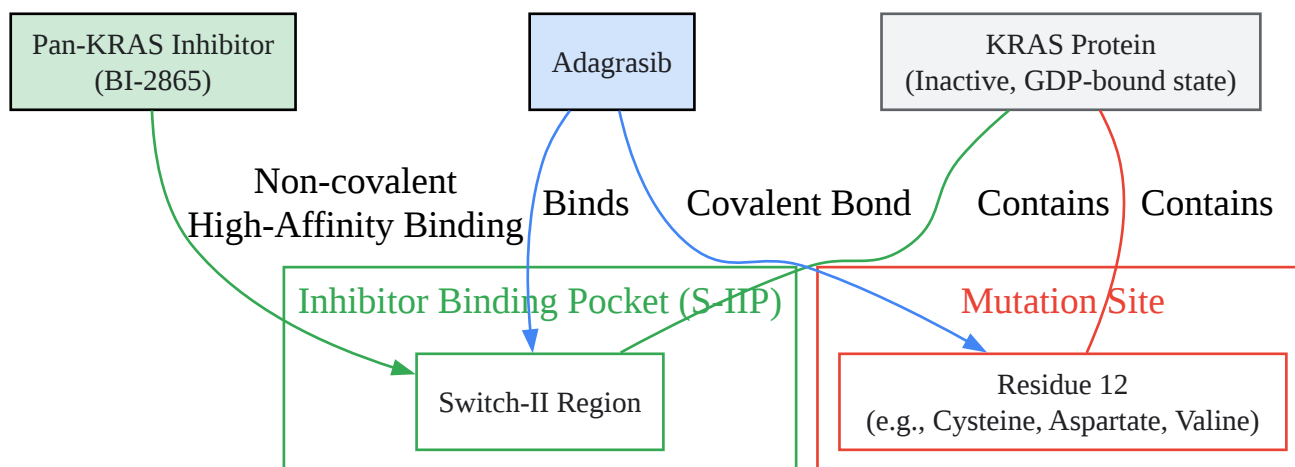 Pan-KRAS Inhibitor
(BI-2865)
Adagrasib
KRAS Protein
(Inactive, GDP-bound state)
Non-covalent
High-Affinity Binding
Binds
Covalent Bond
Contains
Contains
Inhibitor Binding Pocket (S-IIP)
Mutation Site
Switch-II Region
Residue 12
(e.g., Cysteine, Aspartate, Valine)